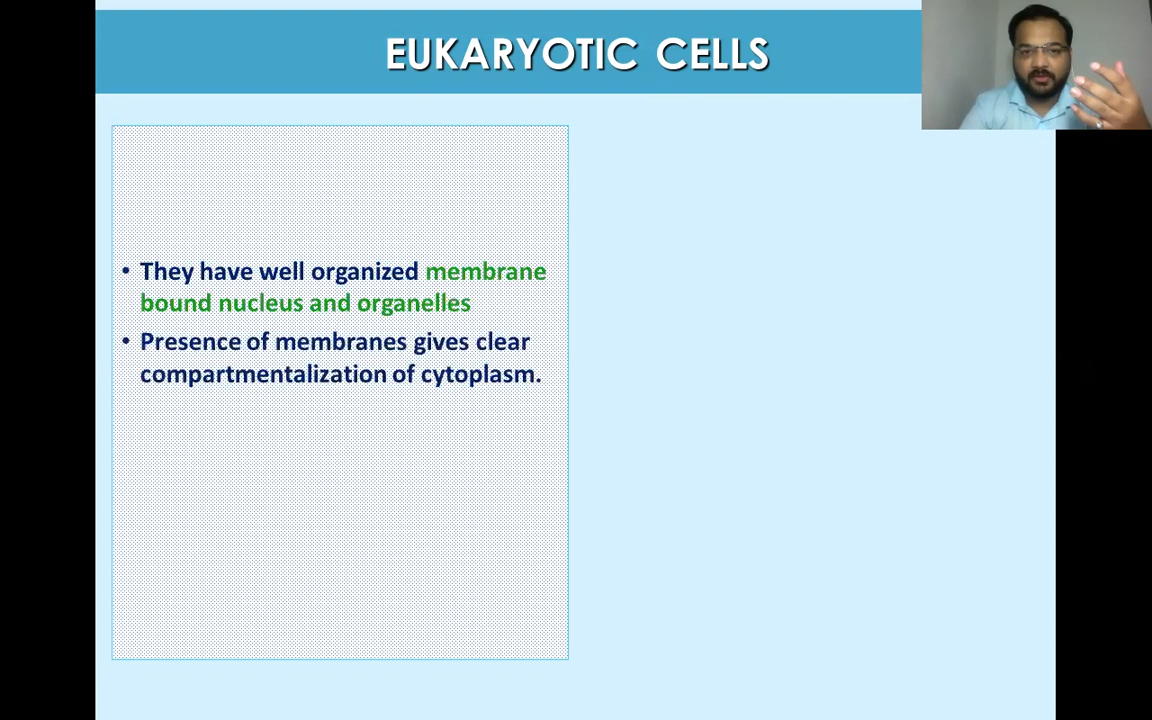 EUKARYOTIC CELLS
• They have well organized membrane
bound nucleus and organelles
• Presence of membranes gives clear
compartmentalization of cytoplasm.